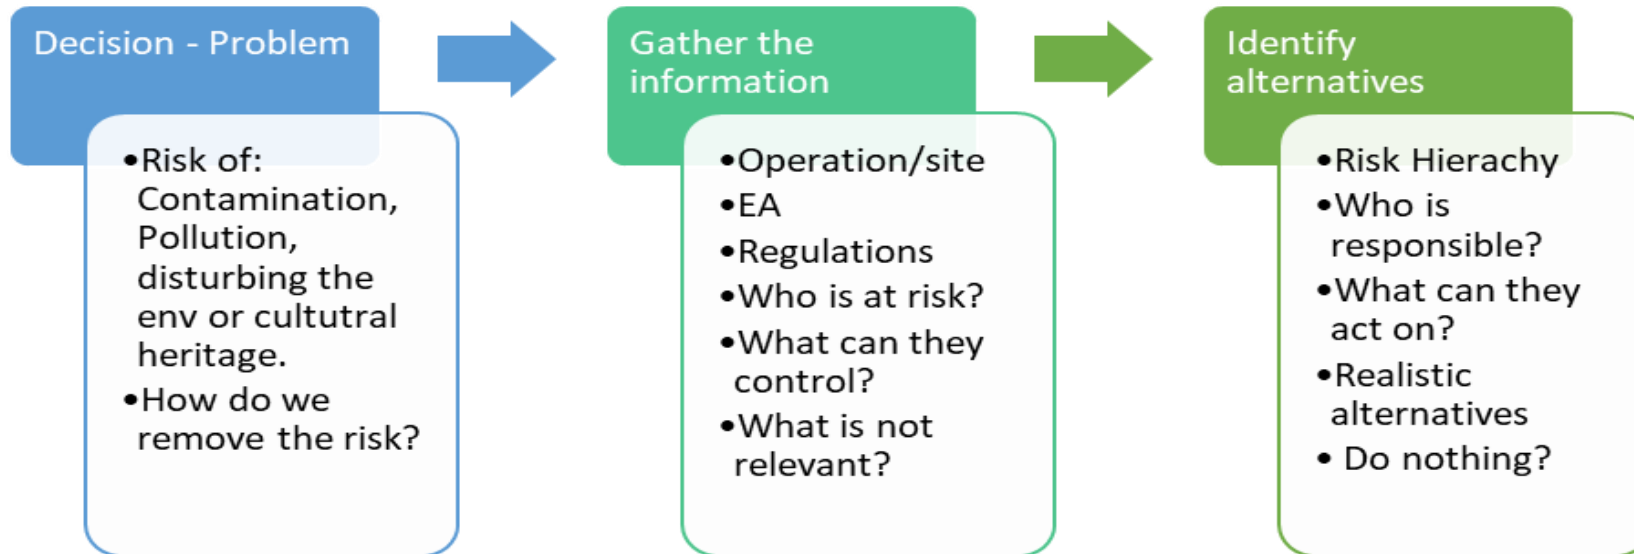 Decision - Problem
•Risk of:
Contamination,
Pollution,
disturbing the
env or cultutral
heritage.
•How do we
remove the risk?
Gather the
information
•Operation/site
•EA
•Regulations
•Who is at risk?
•What can they
control?
•What is not
relevant?
Identify
alternatives
•Risk Hierachy
•Who is
responsible?
•What can they
act on?
•Realistic
alternatives
• Do nothing?